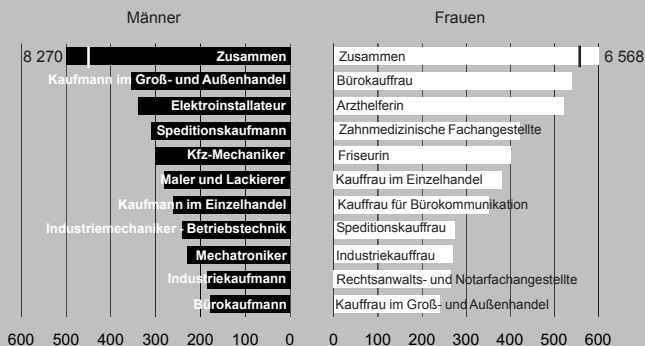 Männer
Frauen
8 270
Zusammen
Kaufmann im Groß- und Außenhandel
Elektroinstallateur
Speditionskaufmann
Kfz-Mechaniker
Maler und Lackierer
Kaufmann im Einzelhandel
Industriemechaniker - Betriebstechnik
Mechatroniker
Industriekaufmann
Bürokaufmann
600 500 400 300 200 100 0
Zusammen
6 568
Bürokauffrau
Arzthelferin
Zahnmedizinische Fachangestellte
Friseurin
Kauffrau im Einzelhandel
Kauffrau für Bürokommunikation
Speditionskauffrau
Industriekauffrau
Rechtsanwalts- und Notarfachangestellte
Kauffrau im Groß- und Außenhandel
0 100 200 300 400 500 600